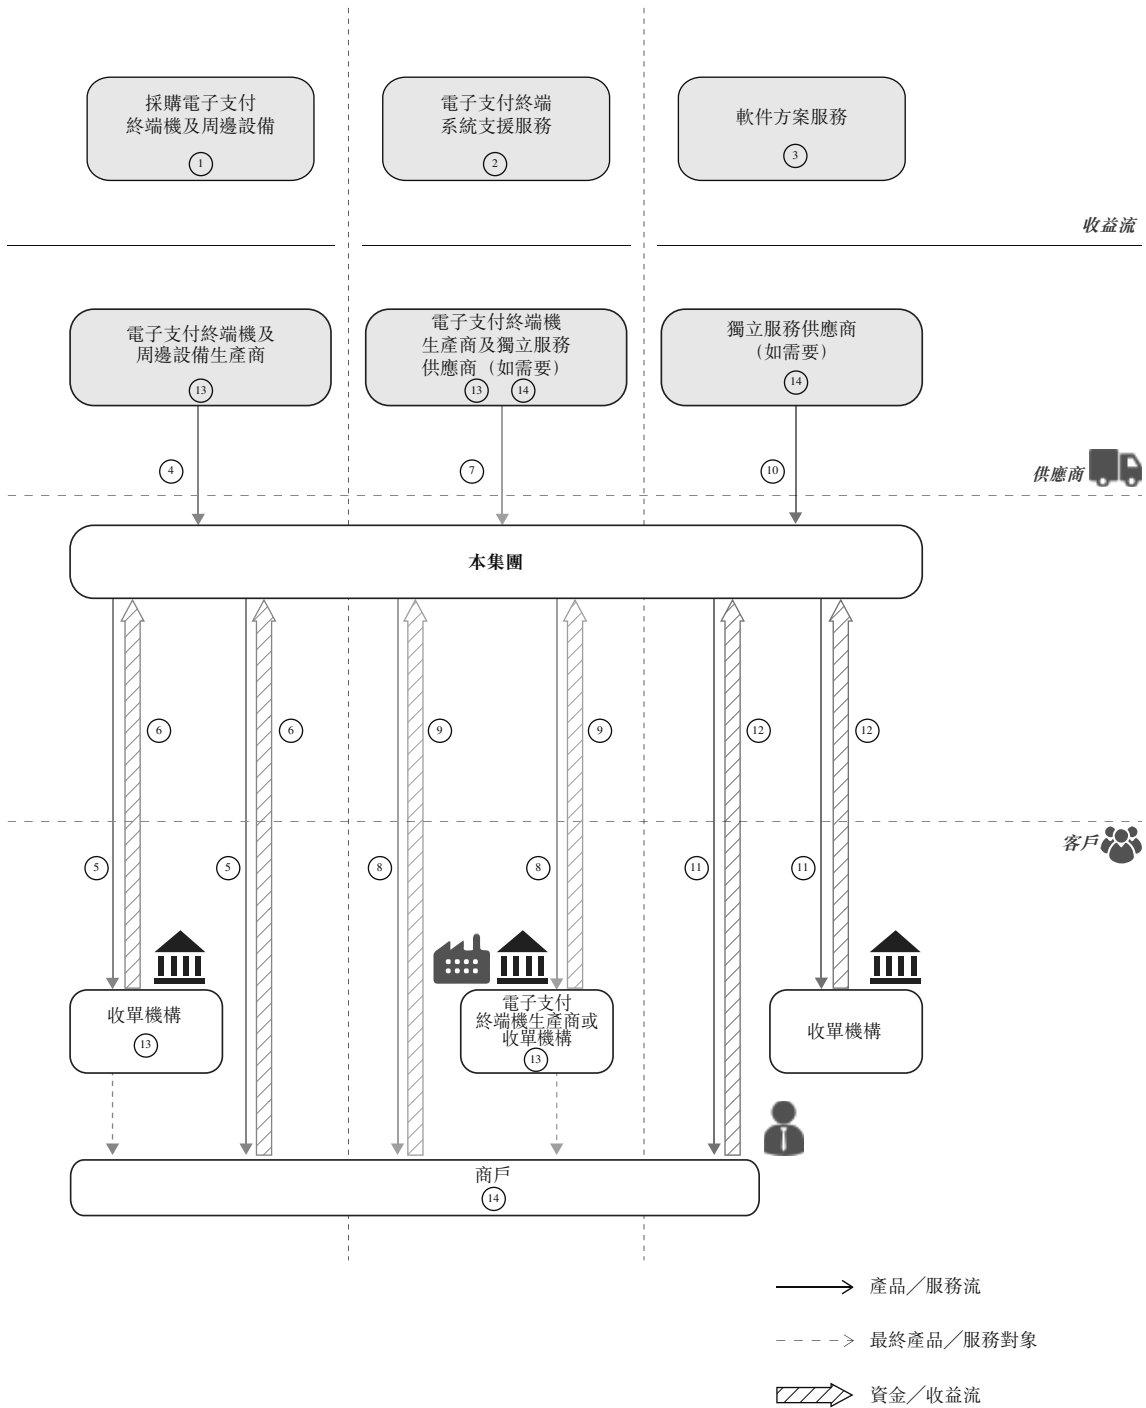 採購電子支付
終端機及周邊設備
1
電子支付終端
系統支援服務
2
軟件方案服務
3
收益流
電子支付終端機及
周邊設備生產商
13
電子支付終端機
生產商及獨立服務
供應商（如需要）
13 14
獨立服務供應商
（如需要）
14
4
7
10
供應商
本集團
6
6
9
9
12
12
客戶
5
5
8
8
11
11
收單機構
13
電子支付
終端機生產商或
收單機構
13
收單機構
商戶
14
產品／服務流
最終產品／服務對象
資金／收益流